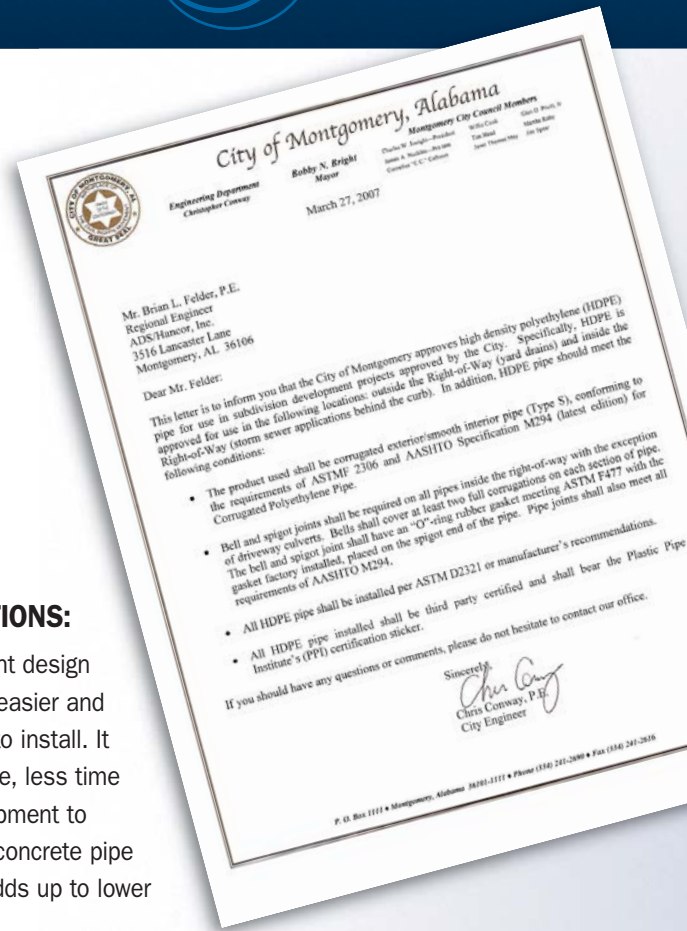 City of Montgomery, Alabama
Montgomery City Council Members
Engineering Department
Christopher Conway
Bobby N. Bright
Mayor
March 27, 2007
Mr. Brian L. Felder, P.E.
Regional Engineer
ADS/Hancor, Inc.
3516 Lancaster Lane
Montgomery, AL 36106
Dear Mr. Felder:
This letter is to inform you that the City of Montgomery approves high density polyethylene (HDPE)
pipe for use in subdivision development projects approved by the City. Specifically, HDPE is
approved for use in the following locations: outside the Right-of-Way (yard drains) and inside the
Right-of-Way (storm sewer applications behind the curb). In addition, HDPE pipe should meet the
following conditions:
• The product used shall be corrugated exterior/smooth interior pipe (Type S), conforming to
the requirements of ASTMF 2306 and AASHTO Specification M294 (latest edition) for
Corrugated Polyethylene Pipe.
• Bell and spigot joints shall be required on all pipes inside the right-of-way with the exception
of driveway culverts. Bells shall cover at least two full corrugations on each section of pipe.
The bell and spigot joint shall have an "O"-ring rubber gasket meeting ASTM F477 with the
gasket factory installed, placed on the spigot end of the pipe. Pipe joints shall also meet all
requirements of AASHTO M294.
• All HDPE pipe shall be installed per ASTM D2321 or manufacturer's recommendations.
• All HDPE pipe installed shall be third party certified and shall bear the Plastic Pipe
Institute's (PPI) certification sticker.
If you should have any questions or comments, please do not hesitate to contact our office.
Sincerely,
Chris Conway, P.E.
City Engineer
P. O. Box 1111 • Montgomery, Alabama 36101-1111 • Phone (334) 241-2690 • Fax (334) 241-2616
TIONS:
nt design
easier and
o install. It
e, less time
pment to
concrete pipe
dds up to lower